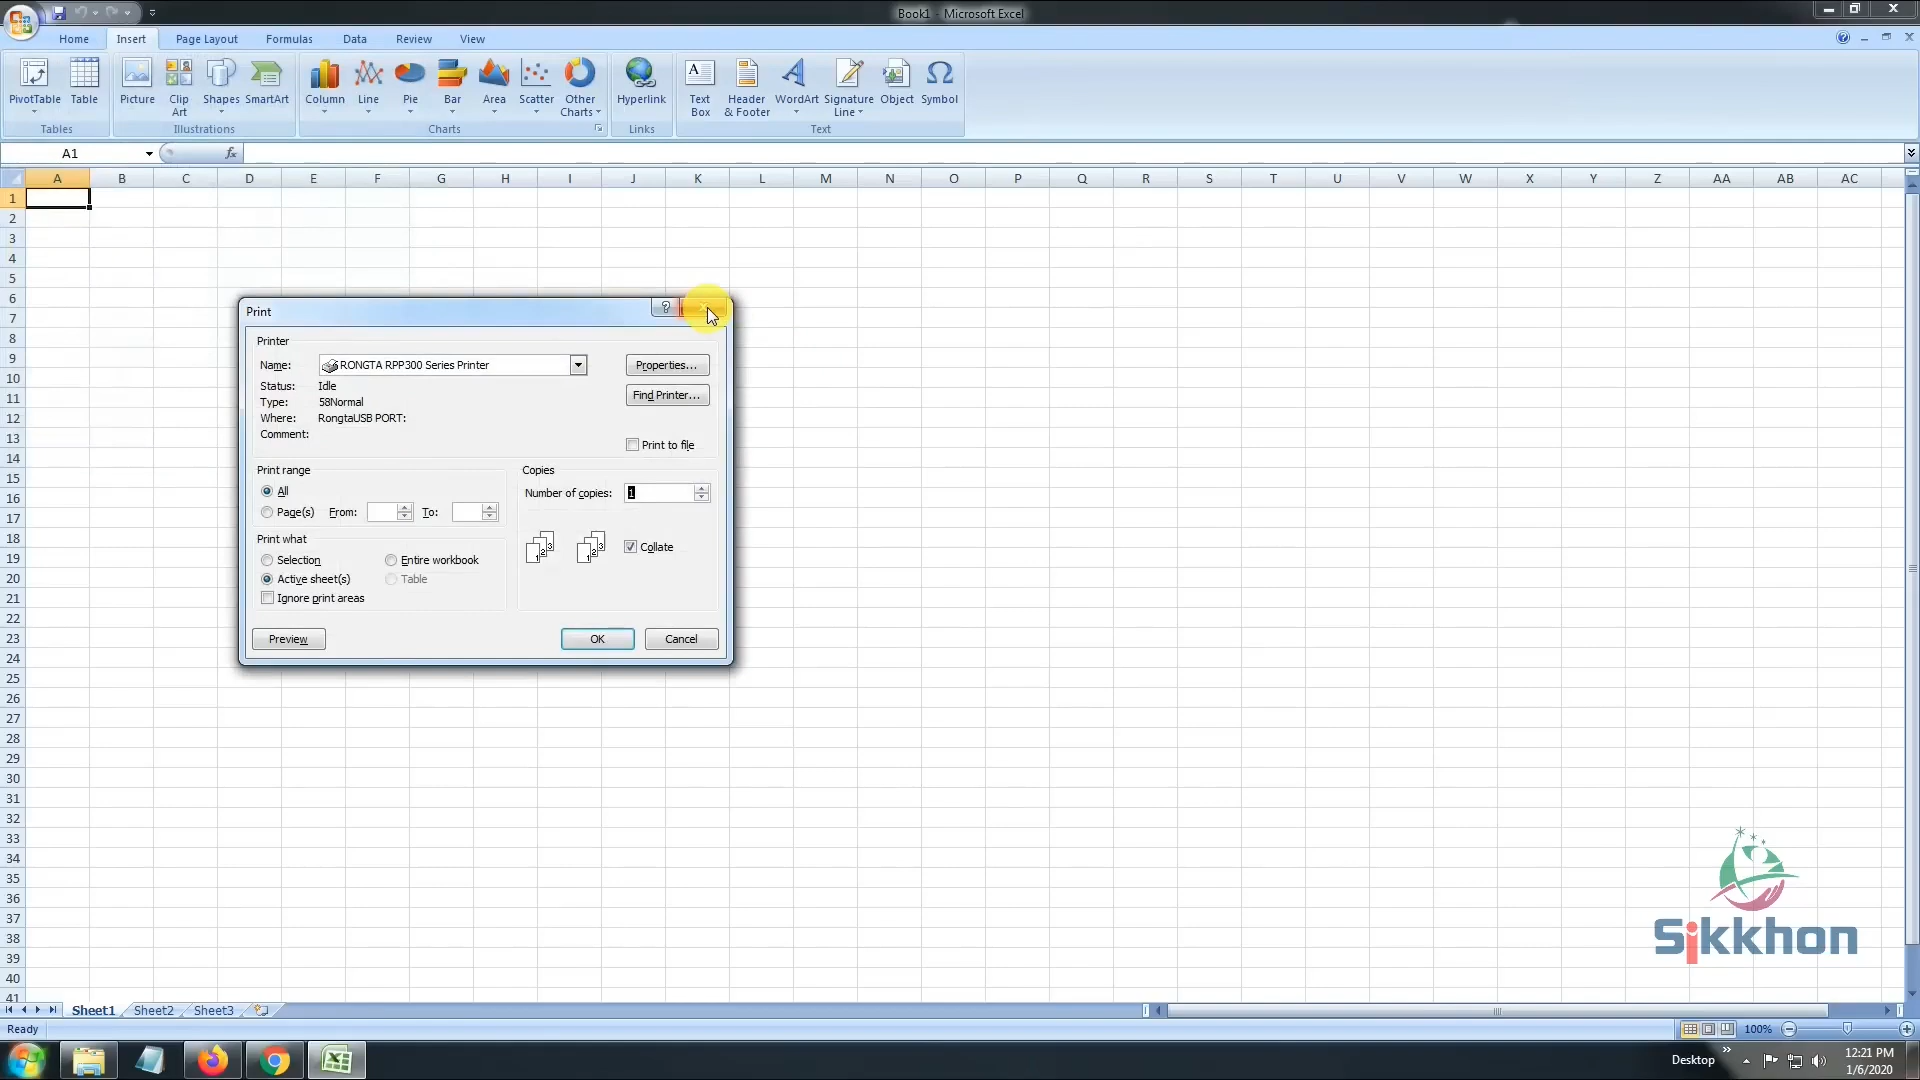 Book1 - Microsoft Excel
Home Insert Page Layout Formulas Data Review View
PivotTable Table Picture Clip Art Shapes SmartArt Column Line Pie Bar Area Scatter Other Charts Hyperlink Text Box Header & Footer WordArt Signature Line Object Symbol
Tables Illustrations Charts Links Text
A1 fx
A B C D E F G H I J K L M N O P Q R S T U V W X Y Z AA AB AC
1
2
3
4
5
6
7
8
9
10
11
12
13
14
15
16
17
18
19
20
21
22
23
24
25
26
27
28
29
30
31
32
33
34
35
36
37
38
39
40
41
Print
Printer
Name: RONGTA RPP300 Series Printer Properties...
Status: Idle
Type: 58Normal Find Printer...
Where: RongtaUSB PORT:
Comment:
Print to file
Print range
All
Page(s) From: To:
Copies
Number of copies: 1
Collate
Print what
Selection Entire workbook
Active sheet(s) Table
Ignore print areas
Preview OK Cancel
Sikkhon
Sheet1 Sheet2 Sheet3
Ready 100%
Desktop 12:21 PM
1/6/2020